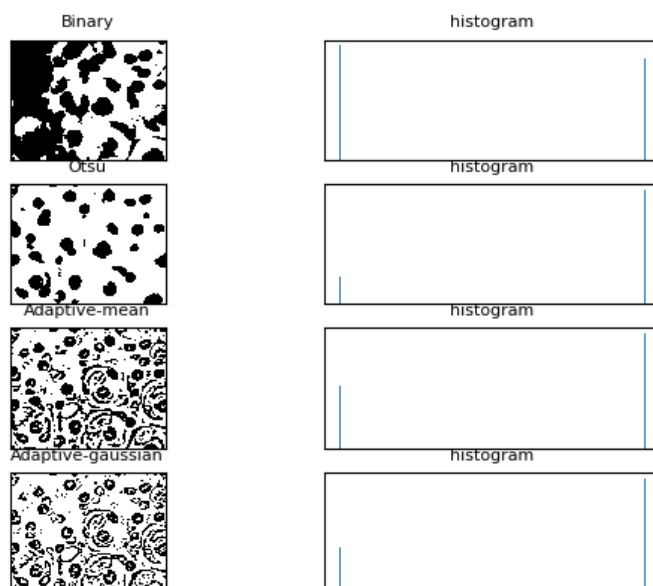 Binary
histogram
Otsu
histogram
Adaptive-mean
histogram
Adaptive-gaussian
histogram